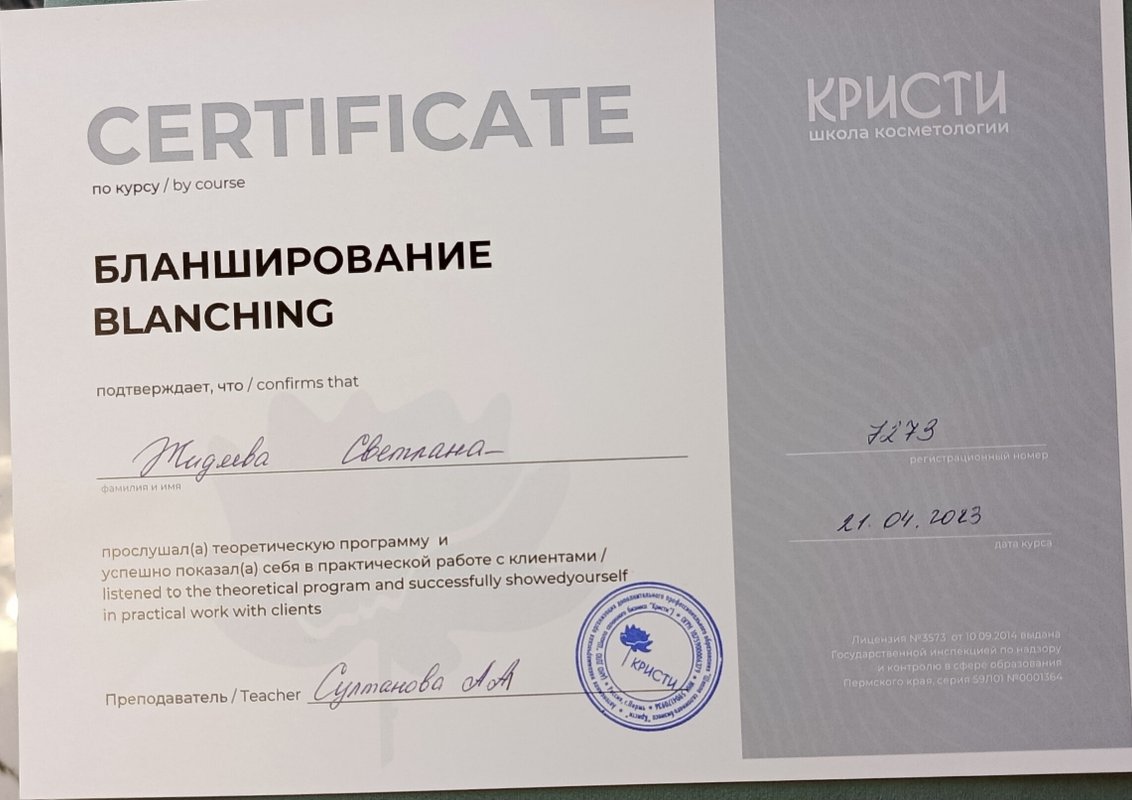 CERTIFICATE
по курсу / by course
БЛАНШИРОВАНИЕ
BLANCHING
подтверждает, что / confirms that
Жидяева Светлана
фамилия и имя
прослушал(а) теоретическую программу и
успешно показал(а) себя в практической работе с клиентами /
listened to the theoretical program and successfully showedyourself
in practical work with clients
Преподаватель / Teacher Султанова А А
КРИСТИ
КРИСТИ
школа косметологии
7273
регистрационный номер
21.04.2023
дата курса
Лицензия №3573 от 10.09.2014 выдана
Государственной инспекцией по надзору
и контролю в сфере образования
Пермского края, серия 59Л01 №0001364